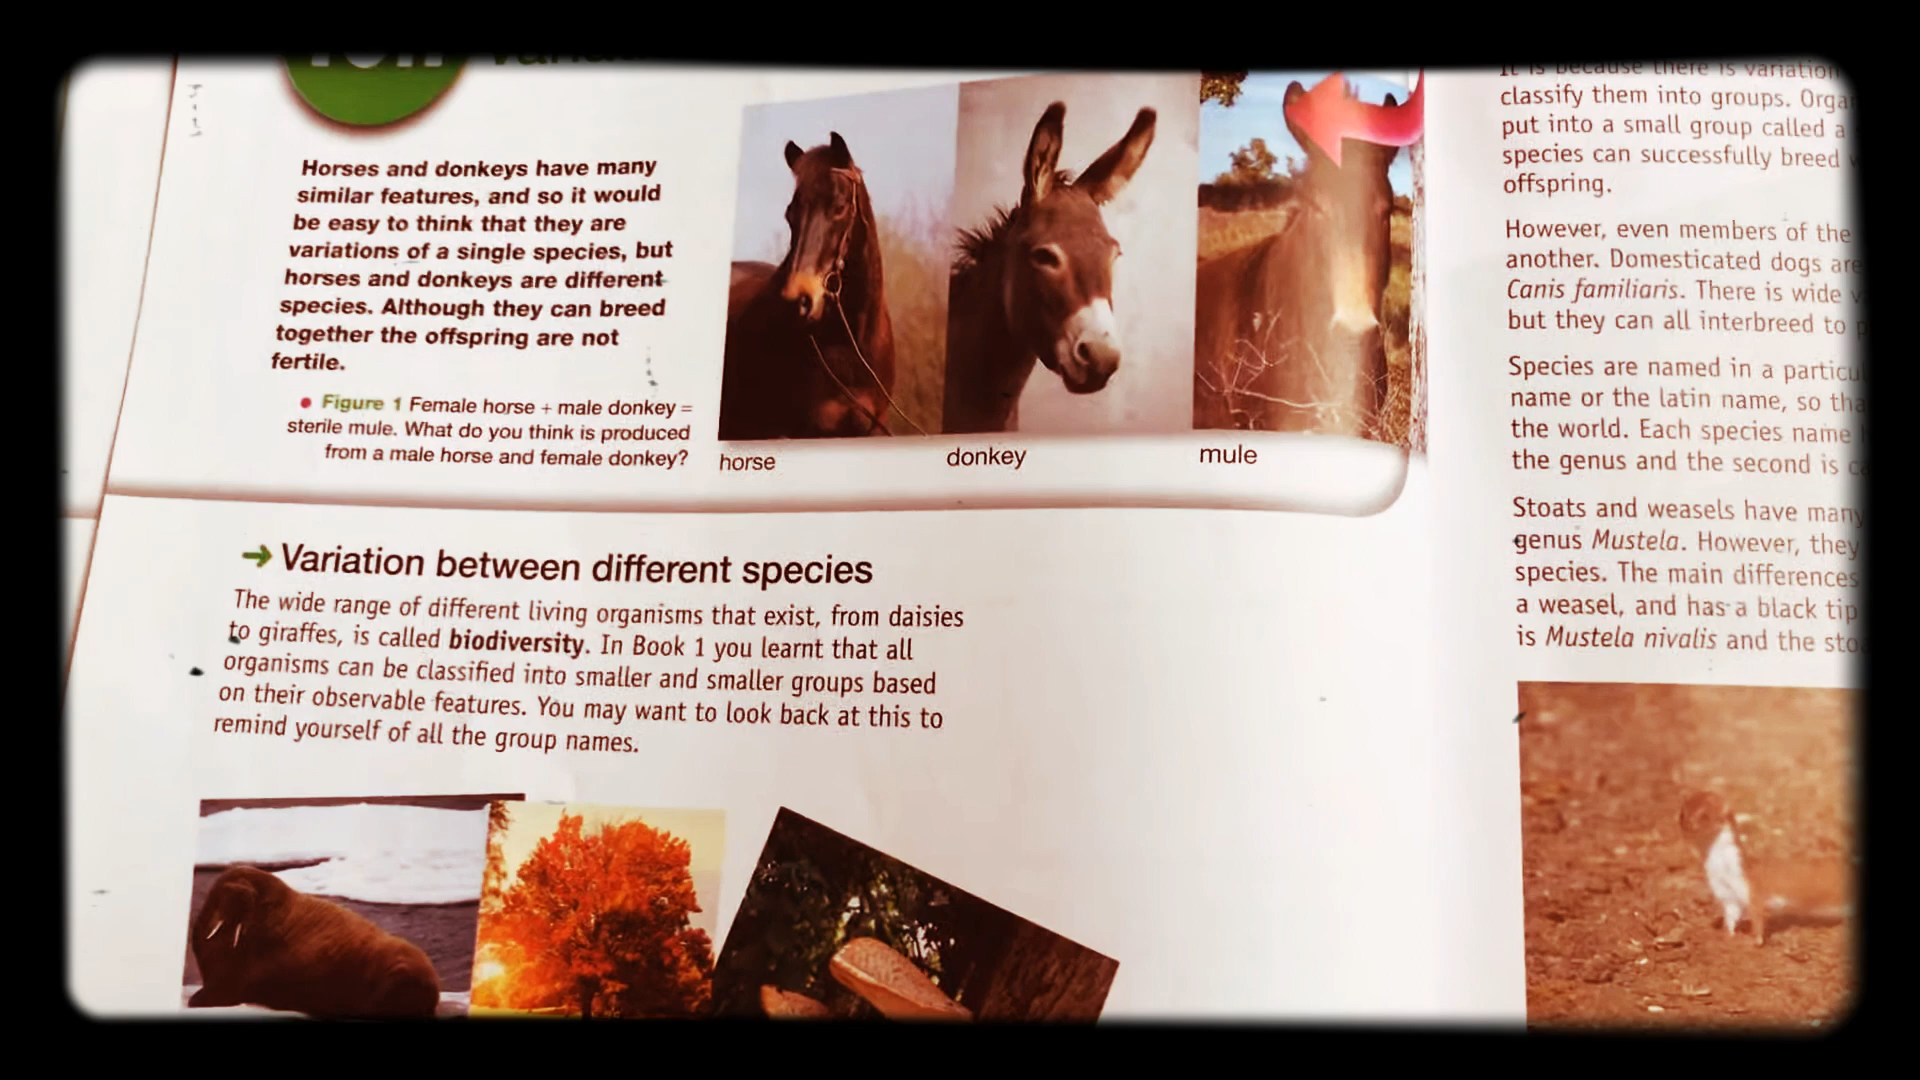 Horses and donkeys have many
similar features, and so it would
be easy to think that they are
variations of a single species, but
horses and donkeys are different
species. Although they can breed
together the offspring are not
fertile.
Figure 1 Female horse + male donkey =
sterile mule. What do you think is produced
from a male horse and female donkey?
horse
donkey
mule
Variation between different species
The wide range of different living organisms that exist, from daisies
to giraffes, is called biodiversity. In Book 1 you learnt that all
organisms can be classified into smaller and smaller groups based
on their observable features. You may want to look back at this to
remind yourself of all the group names.
It is because there is variation
classify them into groups.
put into a small group called a
species can successfully breed
offspring.
However, even members of the
another. Domesticated dogs are
Canis familiaris. There is wide
but they can all interbreed to
Species are named in a
name or the latin name, so
the world. Each species name
the genus and the second is
Stoats and weasels have many
genus Mustela. However, they
species. The main differences
a weasel, and has a black tip
is Mustela nivalis and the